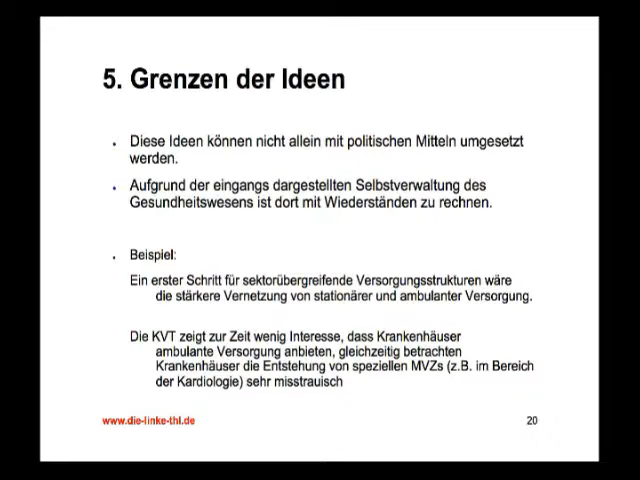 5. Grenzen der Ideen
Diese Ideen können nicht allein mit politischen Mitteln umgesetzt
werden.
Aufgrund der eingangs dargestellten Selbstverwaltung des
Gesundheitswesens ist dort mit Wiederständen zu rechnen.
Beispiel:
Ein erster Schritt für sektorübergreifende Versorgungsstrukturen wäre
die stärkere Vernetzung von stationärer und ambulanter Versorgung.
Die KVT zeigt zur Zeit wenig Interesse, dass Krankenhäuser
ambulante Versorgung anbieten, gleichzeitig betrachten
Krankenhäuser die Entstehung von speziellen MVZs (z.B. im Bereich
der Kardiologie) sehr misstrauisch
www.die-linke-thl.de
20